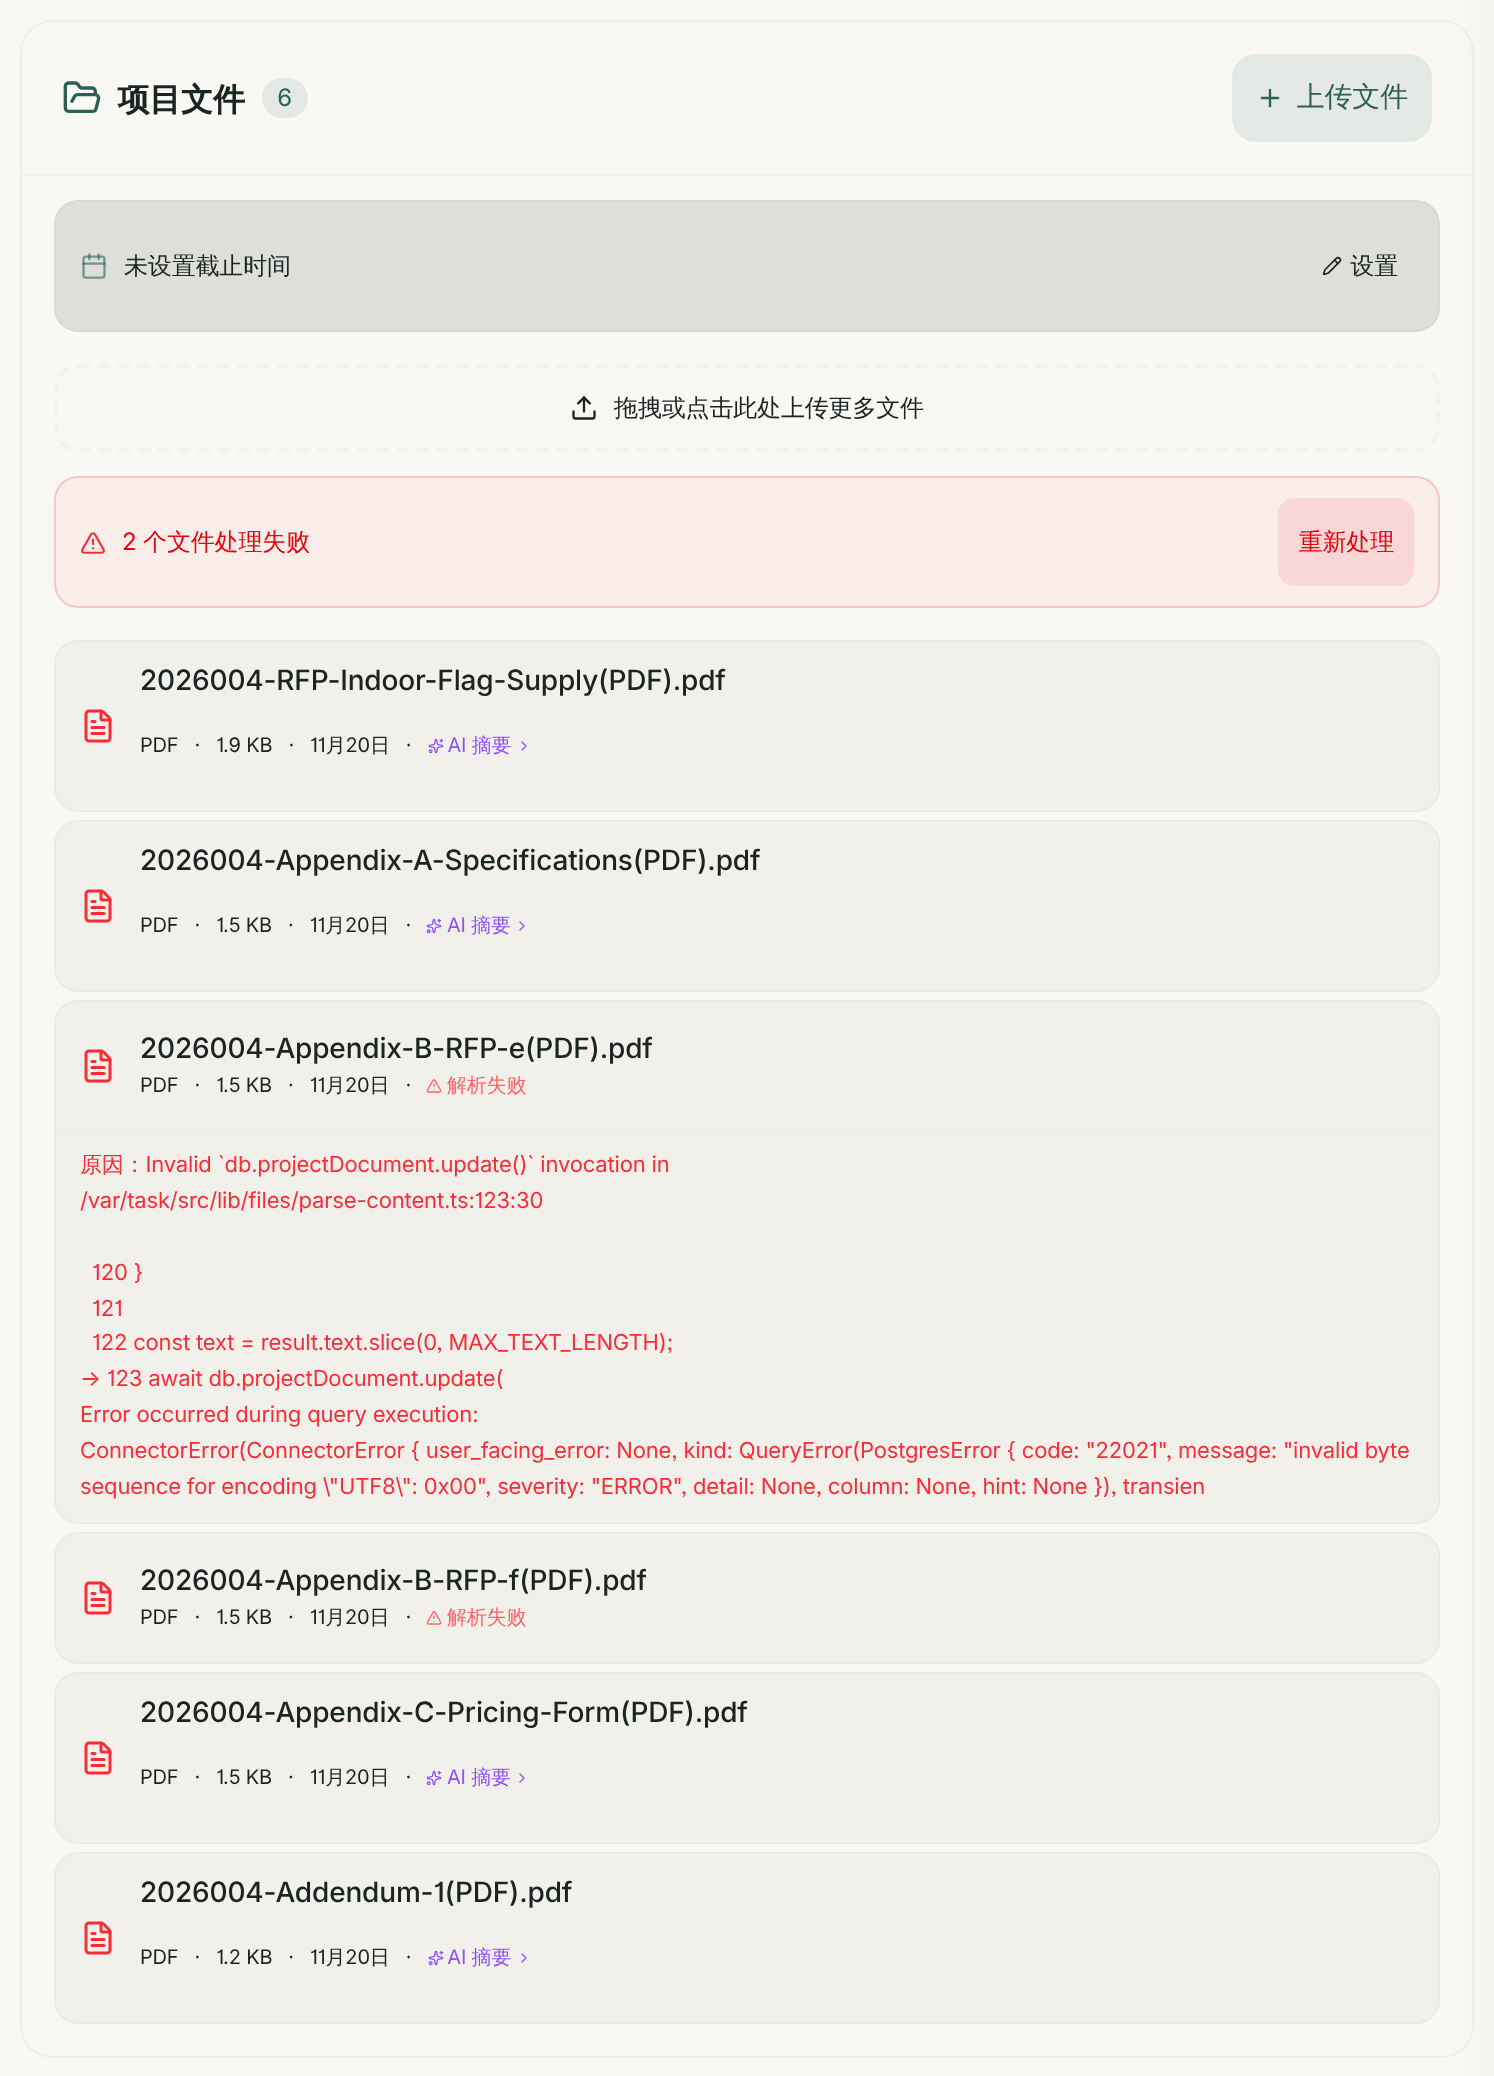 项目文件 6
+ 上传文件
未设置截止时间
设置
拖拽或点击此处上传更多文件
2 个文件处理失败
重新处理
2026004-RFP-Indoor-Flag-Supply(PDF).pdf
PDF · 1.9 KB · 11月20日 · AI 摘要 ›
2026004-Appendix-A-Specifications(PDF).pdf
PDF · 1.5 KB · 11月20日 · AI 摘要 ›
2026004-Appendix-B-RFP-e(PDF).pdf
PDF · 1.5 KB · 11月20日 · 解析失败
原因：Invalid `db.projectDocument.update()` invocation in
/var/task/src/lib/files/parse-content.ts:123:30
120 }
121
122 const text = result.text.slice(0, MAX_TEXT_LENGTH);
→ 123 await db.projectDocument.update(
Error occurred during query execution:
ConnectorError(ConnectorError { user_facing_error: None, kind: QueryError(PostgresError { code: "22021", message: "invalid byte
sequence for encoding \"UTF8\": 0x00", severity: "ERROR", detail: None, column: None, hint: None }), transien
2026004-Appendix-B-RFP-f(PDF).pdf
PDF · 1.5 KB · 11月20日 · 解析失败
2026004-Appendix-C-Pricing-Form(PDF).pdf
PDF · 1.5 KB · 11月20日 · AI 摘要 ›
2026004-Addendum-1(PDF).pdf
PDF · 1.2 KB · 11月20日 · AI 摘要 ›